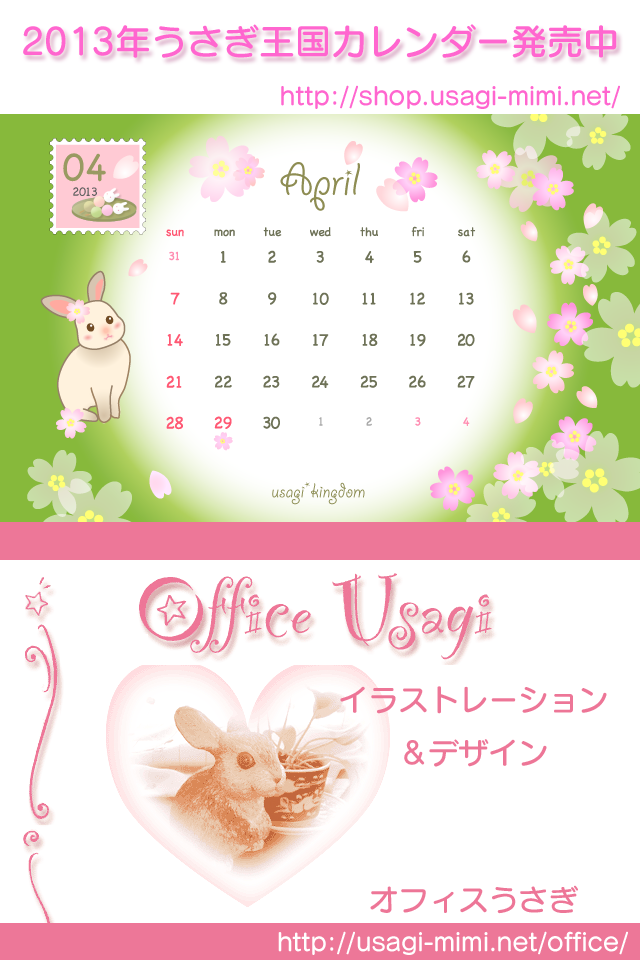 2013年うさぎ王国カレンダー発売中
http://shop.usagi-mimi.net/
04
2013
April
sun mon tue wed thu fri sat
31 1 2 3 4 5 6
7 8 9 10 11 12 13
14 15 16 17 18 19 20
21 22 23 24 25 26 27
28 29 30 1 2 3 4
usagi*kingdom
Office Usagi
イラストレーション
＆デザイン
オフィスうさぎ
http://usagi-mimi.net/office/